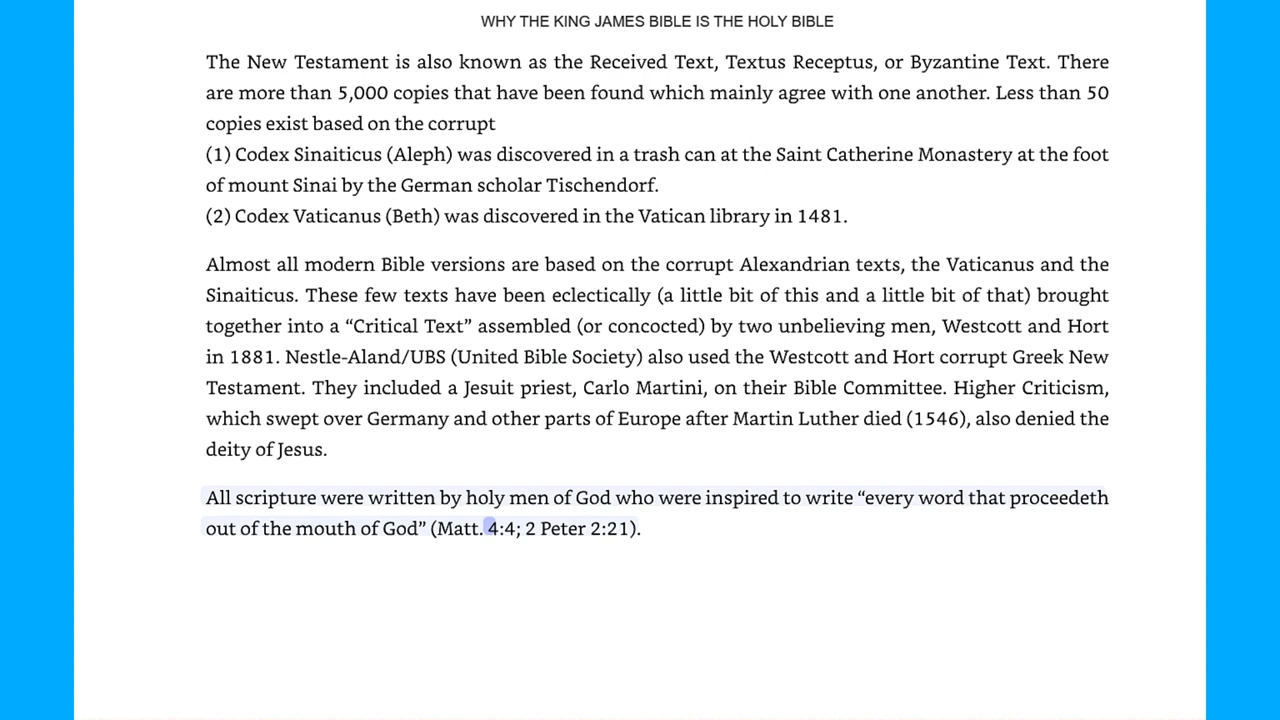 WHY THE KING JAMES BIBLE IS THE HOLY BIBLE
The New Testament is also known as the Received Text, Textus Receptus, or Byzantine Text. There
are more than 5,000 copies that have been found which mainly agree with one another. Less than 50
copies exist based on the corrupt
(1) Codex Sinaiticus (Aleph) was discovered in a trash can at the Saint Catherine Monastery at the foot
of mount Sinai by the German scholar Tischendorf.
(2) Codex Vaticanus (Beth) was discovered in the Vatican library in 1481.
Almost all modern Bible versions are based on the corrupt Alexandrian texts, the Vaticanus and the
Sinaiticus. These few texts have been eclectically (a little bit of this and a little bit of that) brought
together into a “Critical Text” assembled (or concocted) by two unbelieving men, Westcott and Hort
in 1881. Nestle-Aland/UBS (United Bible Society) also used the Westcott and Hort corrupt Greek New
Testament. They included a Jesuit priest, Carlo Martini, on their Bible Committee. Higher Criticism,
which swept over Germany and other parts of Europe after Martin Luther died (1546), also denied the
deity of Jesus.
All scripture were written by holy men of God who were inspired to write “every word that proceedeth
out of the mouth of God” (Matt. 4:4; 2 Peter 2:21).